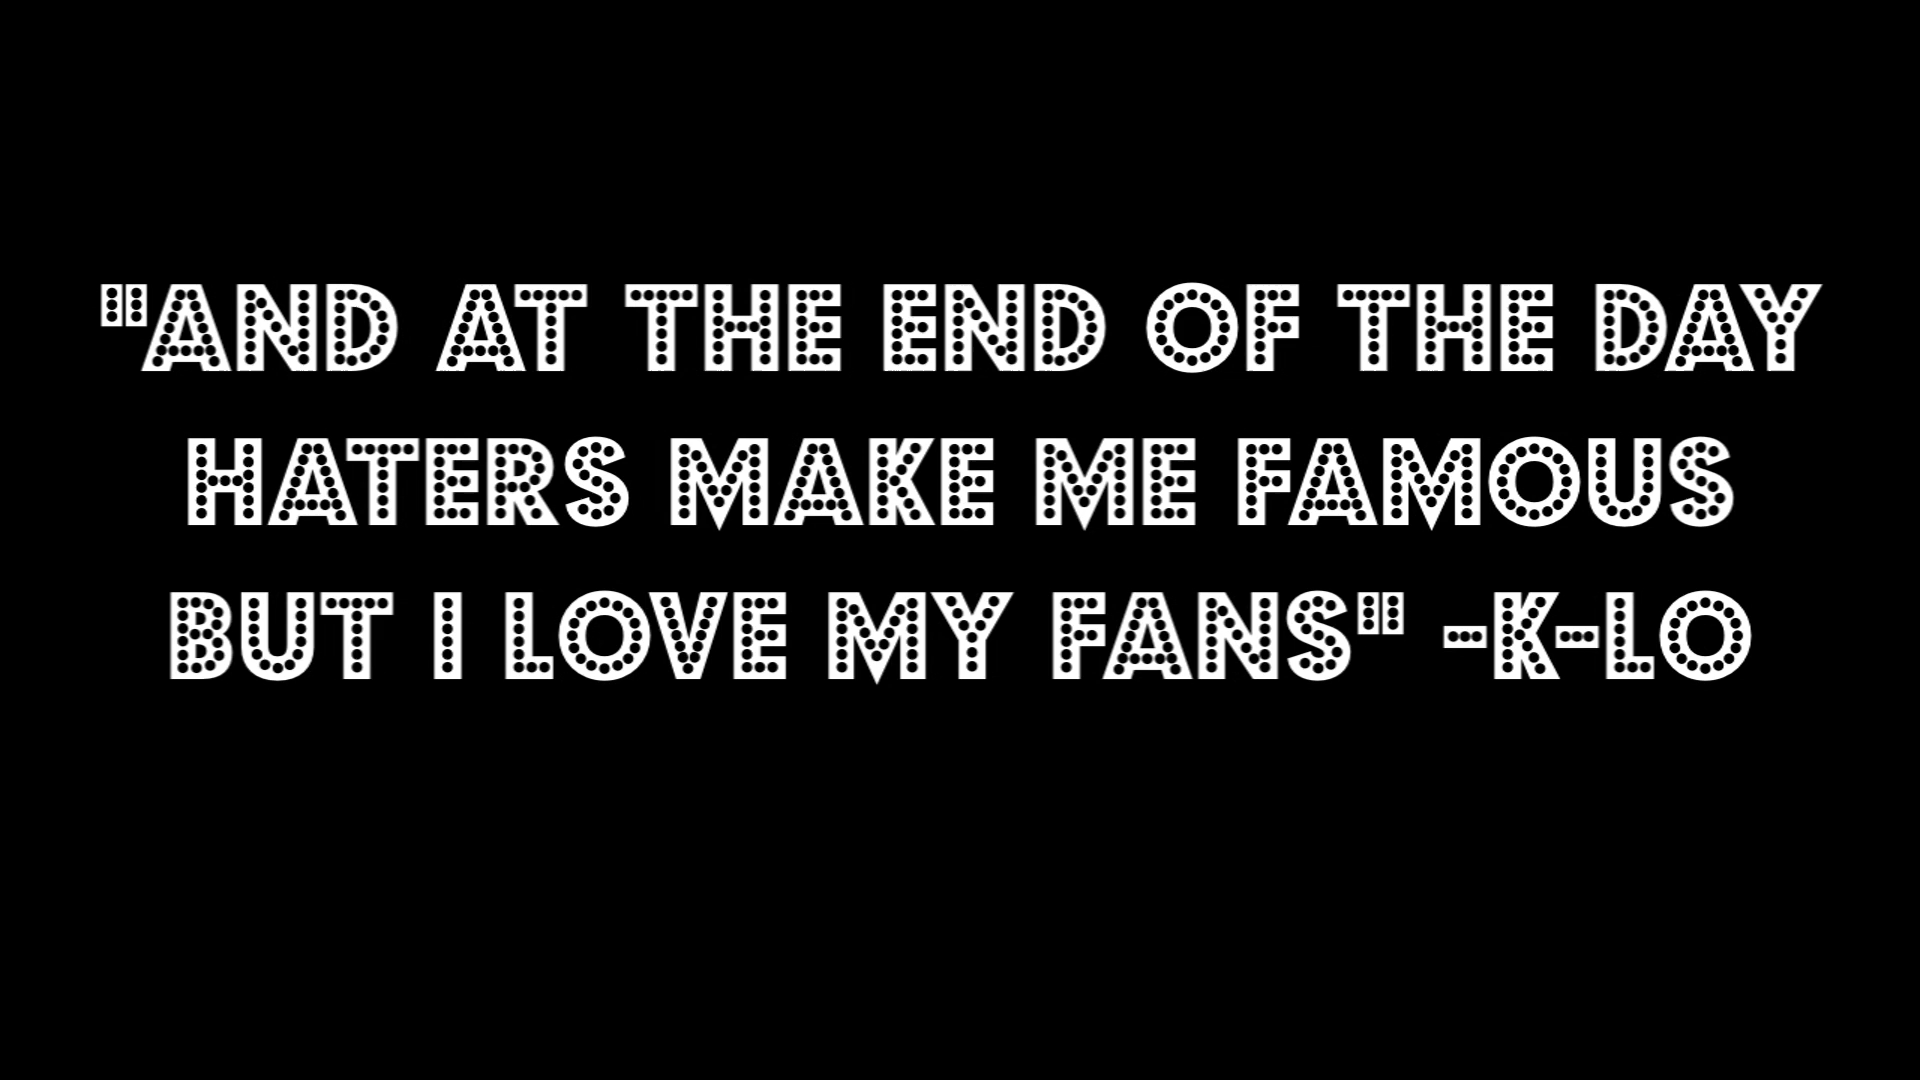 "AND AT THE END OF THE DAY
HATERS MAKE ME FAMOUS
BUT I LOVE MY FANS" -K-LO